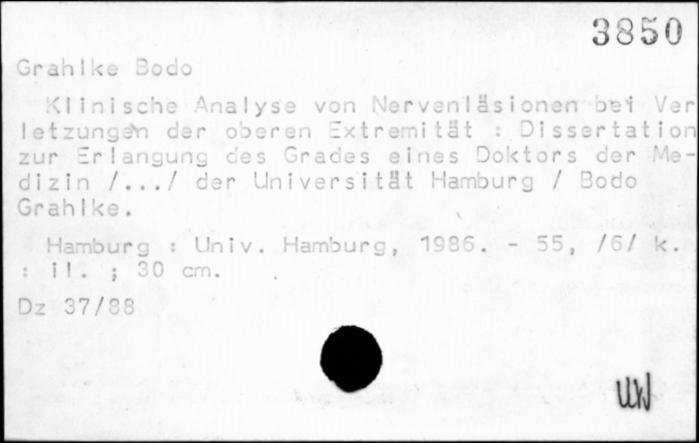 3850
Grahlke Bodo
Klinische Analyse von Nervenläsionen bei Ver
letzungen der oberen Extremität : Dissertation
zur Erlangung des Grades eines Doktors der Me-
dizin /.../ der Universität Hamburg / Bodo
Grahlke.
Hamburg : Univ. Hamburg, 1986. - 55, /6/ k.
: il. ; 30 cm.
Dz 37/88